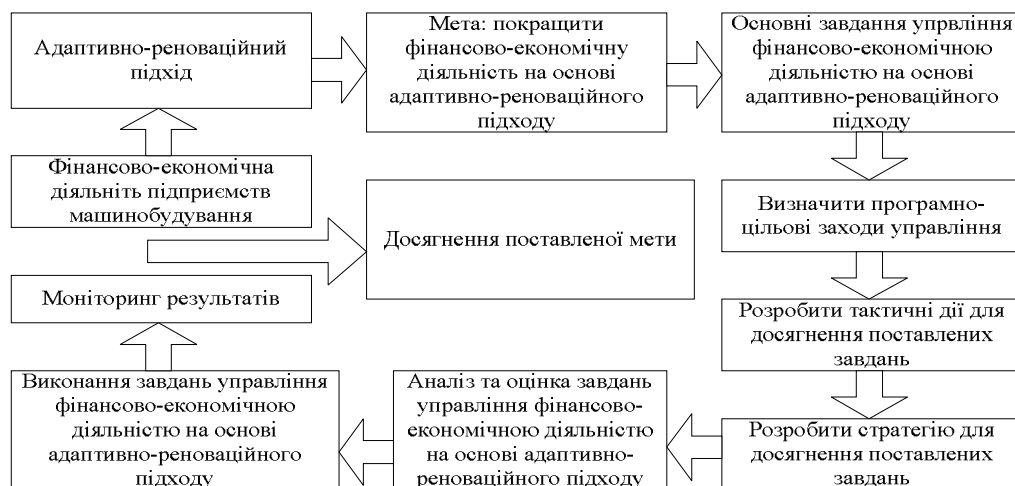 Адаптивно-реноваційний
підхід
Мета: покращити
фінансово-економічну
діяльність на основі
адаптивно-реноваційного
підходу
Основні завдання упрвління
фінансово-економічною
діяльністю на основі
адаптивно-реноваційного
підходу
Фінансово-економічна
діяльніть підприємств
машинобудування
Визначити програмно-
цільові заходи управління
Досягнення поставленої мети
Моніторинг результатів
Розробити тактичні дії для
досягнення поставлених
завдань
Виконання завдань управління
фінансово-економічною
діяльністю на основі
адаптивно-реноваційного
підходу
Аналіз та оцінка завдань
управління фінансово-
економічною діяльністю
на основі адаптивно-
реноваційного підходу
Розробити стратегію для
досягнення поставлених
завдань